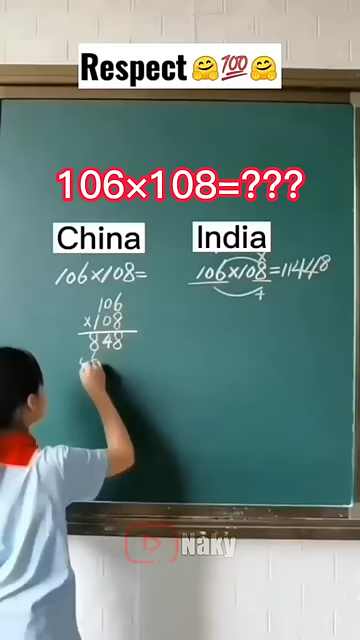 Respect 🤗💯🤗
106×108=???
China
India
106×108=
106
×108
848
106×108=11448
×
+
Naky